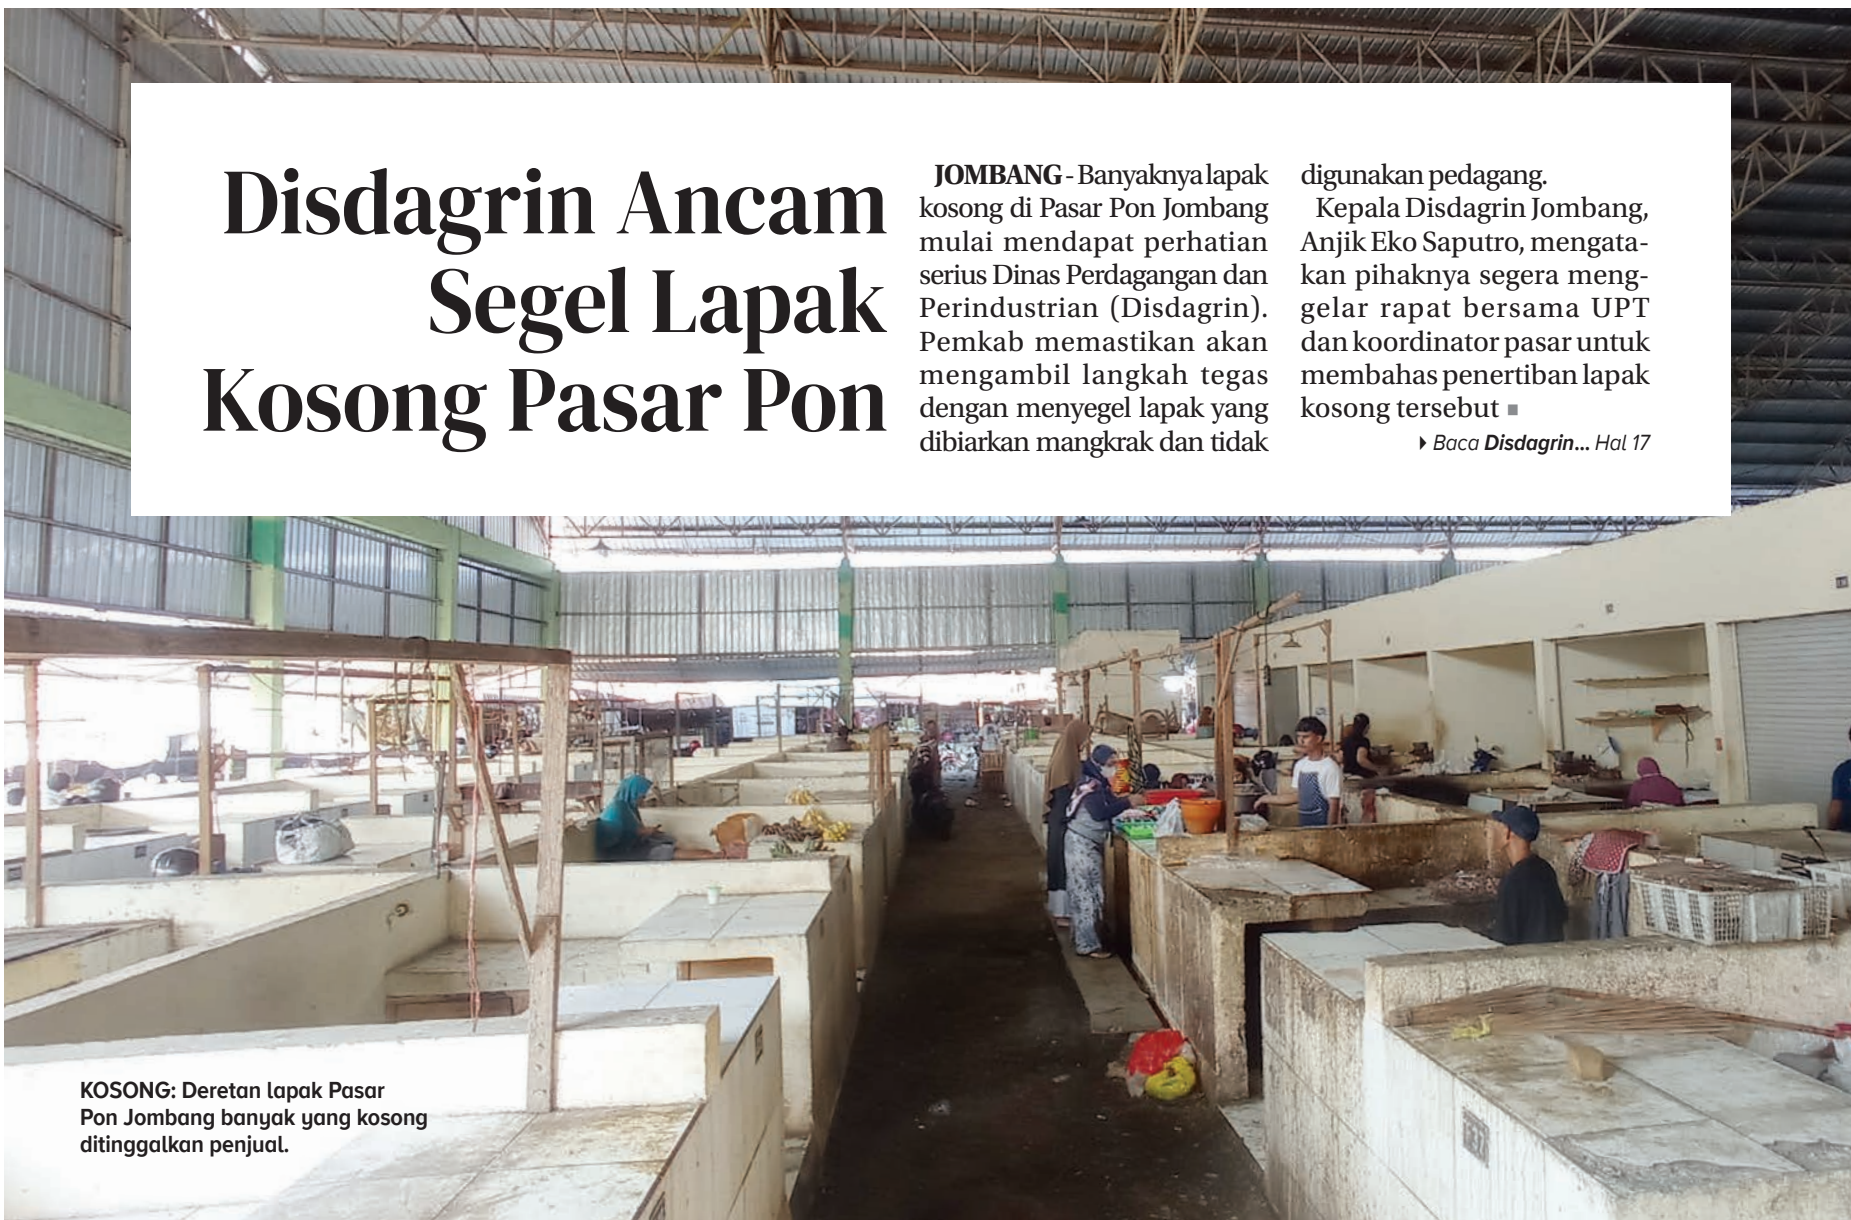 Disdagrin Ancam
Segel Lapak
Kosong Pasar Pon
JOMBANG - Banyaknya lapak
kosong di Pasar Pon Jombang
mulai mendapat perhatian
serius Dinas Perdagangan dan
Perindustrian (Disdagrin).
Pemkab memastikan akan
mengambil langkah tegas
dengan menyegel lapak yang
dibiarkan mangkrak dan tidak
digunakan pedagang.
Kepala Disdagrin Jombang,
Anjik Eko Saputro, mengata-
kan pihaknya segera meng-
gelar rapat bersama UPT
dan koordinator pasar untuk
membahas penertiban lapak
kosong tersebut ■
Baca Disdagrin... Hal 17
KOSONG: Deretan lapak Pasar
Pon Jombang banyak yang kosong
ditinggalkan penjual.